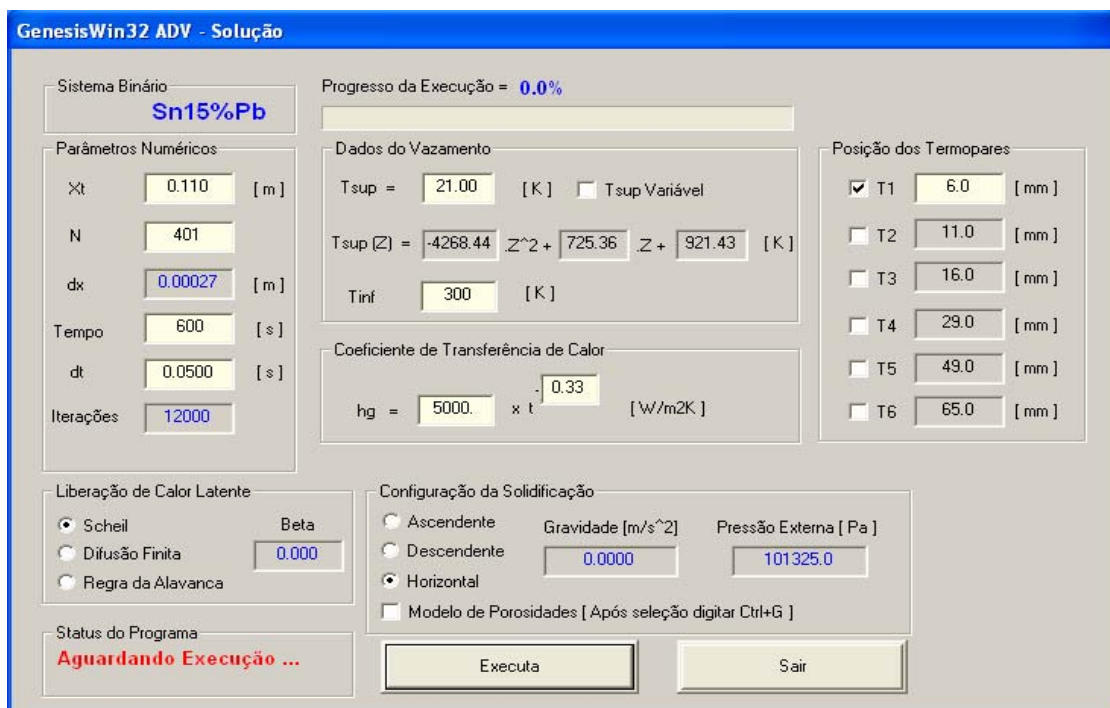 GenesisWin32 ADV - Solução
Sistema Binário
Sn15%Pb
Progresso da Execução = 0.0%
Parâmetros Numéricos
Xt 0.110 [ m ]
N 401
dx 0.00027 [ m ]
Tempo 600 [ s ]
dt 0.0500 [ s ]
Iterações 12000
Dados do Vazamento
Tsup = 21.00 [ K ] Tsup Variável
Tsup (Z) = -4268.44 .Z^2 + 725.36 .Z + 921.43 [ K ]
Tinf 300 [ K ]
Coeficiente de Transferência de Calor
hg = 5000. x t - 0.33 [ W/m2K ]
Posição dos Termopares
T1 6.0 [ mm ]
T2 11.0 [ mm ]
T3 16.0 [ mm ]
T4 29.0 [ mm ]
T5 49.0 [ mm ]
T6 65.0 [ mm ]
Liberação de Calor Latente
Scheil
Difusão Finita
Regra da Alavanca
Beta
0.000
Configuração da Solidificação
Ascendente
Descendente
Horizontal
Gravidade [m/s^2]
0.0000
Pressão Externa [ Pa ]
101325.0
Modelo de Porosidades [ Após seleção digitar Ctrl+G ]
Status do Programa
Aguardando Execução ...
Executa
Sair